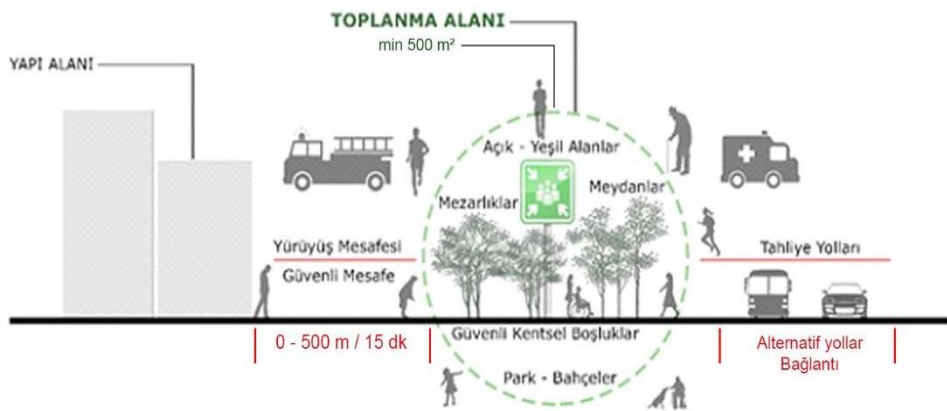 TOPLANMA ALANI
min 500 m²
YAPI ALANI
Açık - Yeşil Alanlar
Mezarlıklar
Meydanlar
Yürüyüş Mesafesi
Güvenli Mesafe
Tahliye Yolları
0 - 500 m / 15 dk
Güvenli Kentsel Boşluklar
Alternatif yollar
Bağlantı
Park - Bahçeler